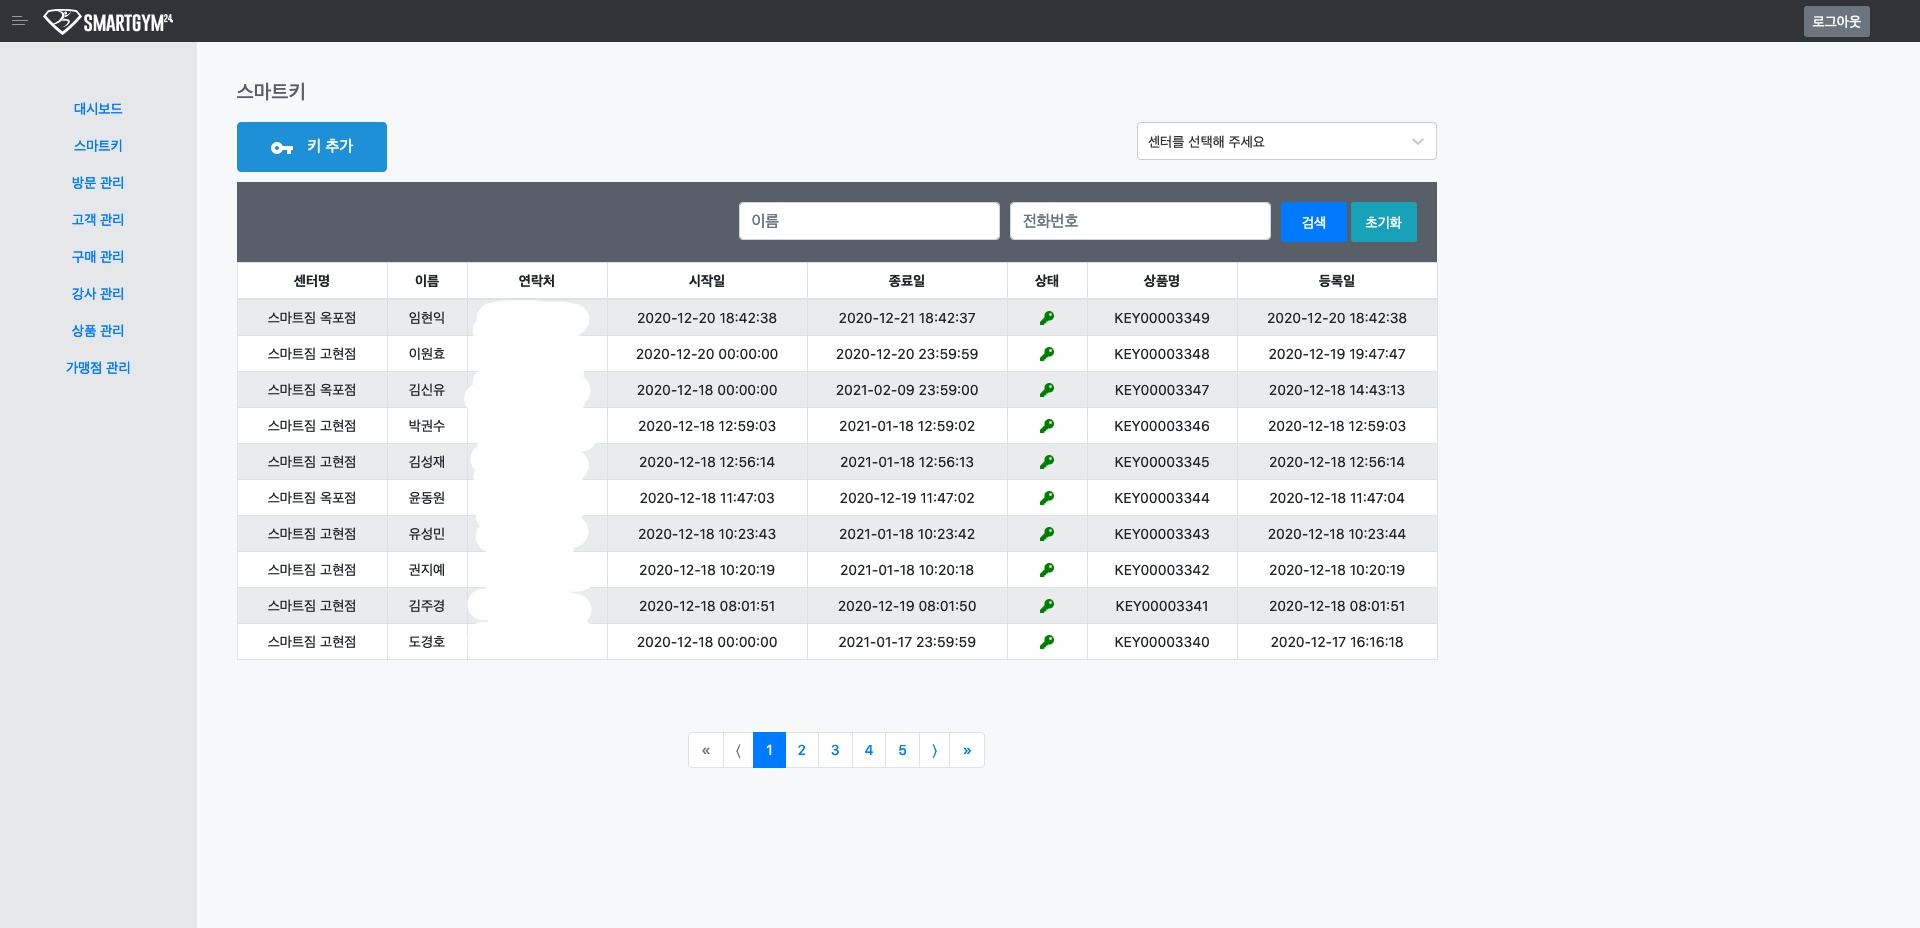 SMARTGYM24
로그아웃
대시보드
스마트키
방문 관리
고객 관리
구매 관리
강사 관리
상품 관리
가맹점 관리
스마트키
키 추가
센터를 선택해 주세요
이름 전화번호 검색 초기화
센터명 이름 연락처 시작일 종료일 상태 상품명 등록일
스마트짐 옥포점 임현익 2020-12-20 18:42:38 2020-12-21 18:42:37 KEY00003349 2020-12-20 18:42:38
스마트짐 고현점 이원효 2020-12-20 00:00:00 2020-12-20 23:59:59 KEY00003348 2020-12-19 19:47:47
스마트짐 옥포점 김신유 2020-12-18 00:00:00 2021-02-09 23:59:00 KEY00003347 2020-12-18 14:43:13
스마트짐 고현점 박권수 2020-12-18 12:59:03 2021-01-18 12:59:02 KEY00003346 2020-12-18 12:59:03
스마트짐 고현점 김성재 2020-12-18 12:56:14 2021-01-18 12:56:13 KEY00003345 2020-12-18 12:56:14
스마트짐 옥포점 윤동원 2020-12-18 11:47:03 2020-12-19 11:47:02 KEY00003344 2020-12-18 11:47:04
스마트짐 고현점 유성민 2020-12-18 10:23:43 2021-01-18 10:23:42 KEY00003343 2020-12-18 10:23:44
스마트짐 고현점 권지예 2020-12-18 10:20:19 2021-01-18 10:20:18 KEY00003342 2020-12-18 10:20:19
스마트짐 고현점 김주경 2020-12-18 08:01:51 2020-12-19 08:01:50 KEY00003341 2020-12-18 08:01:51
스마트짐 고현점 도경호 2020-12-18 00:00:00 2021-01-17 23:59:59 KEY00003340 2020-12-17 16:16:18
« ⟨ 1 2 3 4 5 ⟩ »